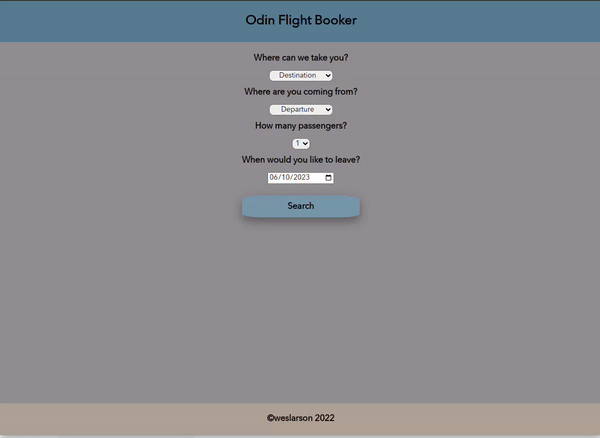 Odin Flight Booker
Where can we take you?
Destination
Where are you coming from?
Departure
How many passengers?
1
When would you like to leave?
06/10/2023
Search
©weslarson 2022